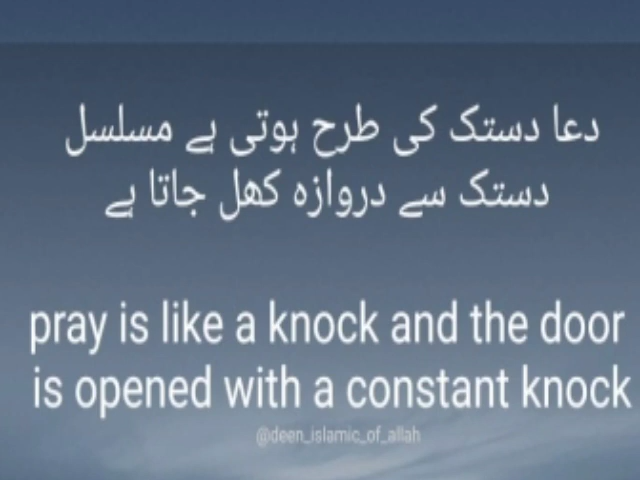 دعا دستک کی طرح ہوتی ہے مسلسل
دستک سے دروازہ کھل جاتا ہے
pray is like a knock and the door
is opened with a constant knock
@deen_islamic_of_allah